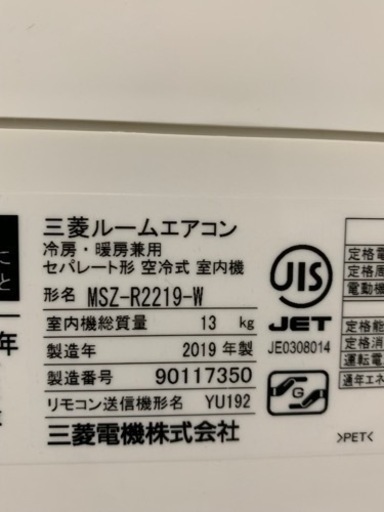 三菱ルームエアコン
冷房・暖房兼用
セパレート形 空冷式 室内機
形名 MSZ-R2219-W
室内機総質量 13 kg
製造年 2019 年製
製造番号 90117350
リモコン送信機形名 YU192
三菱電機株式会社
JIS
JET
JE0308014
G
に
と
年
定格電
定格周
電動機
定格能
定格消
運転電
通年エネ
>PET<